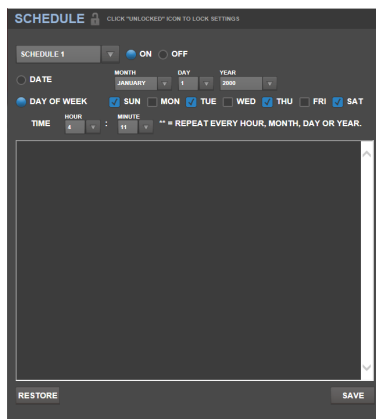 SCHEDULE CLICK "UNLOCKED" ICON TO LOCK SETTINGS
SCHEDULE 1 ON OFF
MONTH DAY YEAR
DATE JANUARY 1 2000
DAY OF WEEK SUN MON TUE WED THU FRI SAT
HOUR MINUTE
TIME 4 : 11 ** = REPEAT EVERY HOUR, MONTH, DAY OR YEAR.
RESTORE SAVE